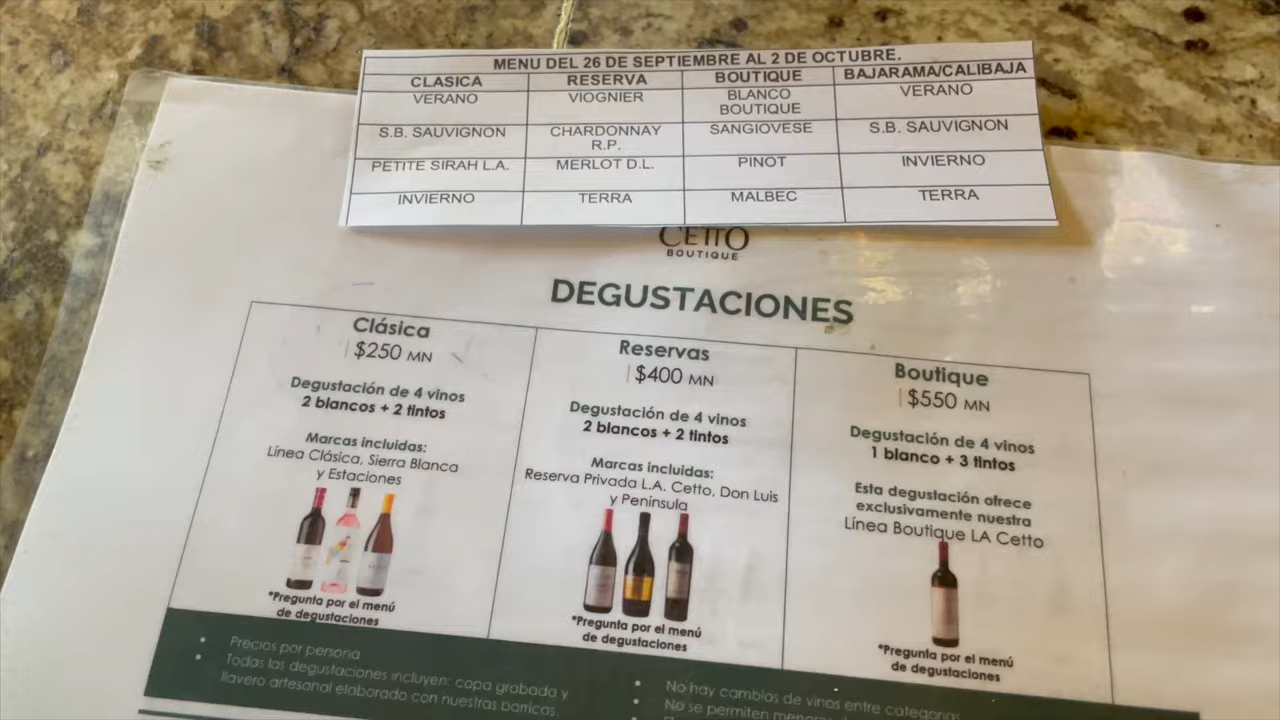 MENU DEL 26 DE SEPTIEMBRE AL 2 DE OCTUBRE.
CLASICA RESERVA BOUTIQUE BAJARAMA/CALIBAJA
VERANO VIOGNIER BLANCO BOUTIQUE VERANO
S.B. SAUVIGNON CHARDONNAY R.P. SANGIOVESE S.B. SAUVIGNON
PETITE SIRAH L.A. MERLOT D.L. PINOT INVIERNO
INVIERNO TERRA MALBEC TERRA
CETTO
BOUTIQUE
DEGUSTACIONES
Clásica
$250 MN
Degustación de 4 vinos
2 blancos + 2 tintos
Marcas incluidas:
Línea Clásica, Sierra Blanca
y Estaciones
*Pregunta por el menú
de degustaciones
Reservas
$400 MN
Degustación de 4 vinos
2 blancos + 2 tintos
Marcas incluidas:
Reserva Privada L.A. Cetto, Don Luis
y Península
*Pregunta por el menú
de degustaciones
Boutique
$550 MN
Degustación de 4 vinos
1 blanco + 3 tintos
Esta degustación ofrece
exclusivamente nuestra
Línea Boutique LA Cetto
*Pregunta por el menú
de degustaciones
• Precios por persona
• Todas las degustaciones incluyen: copa grabada y
llavero artesanal elaborado con nuestras barricas.
• No hay cambios de vinos entre categorías
• No se permiten